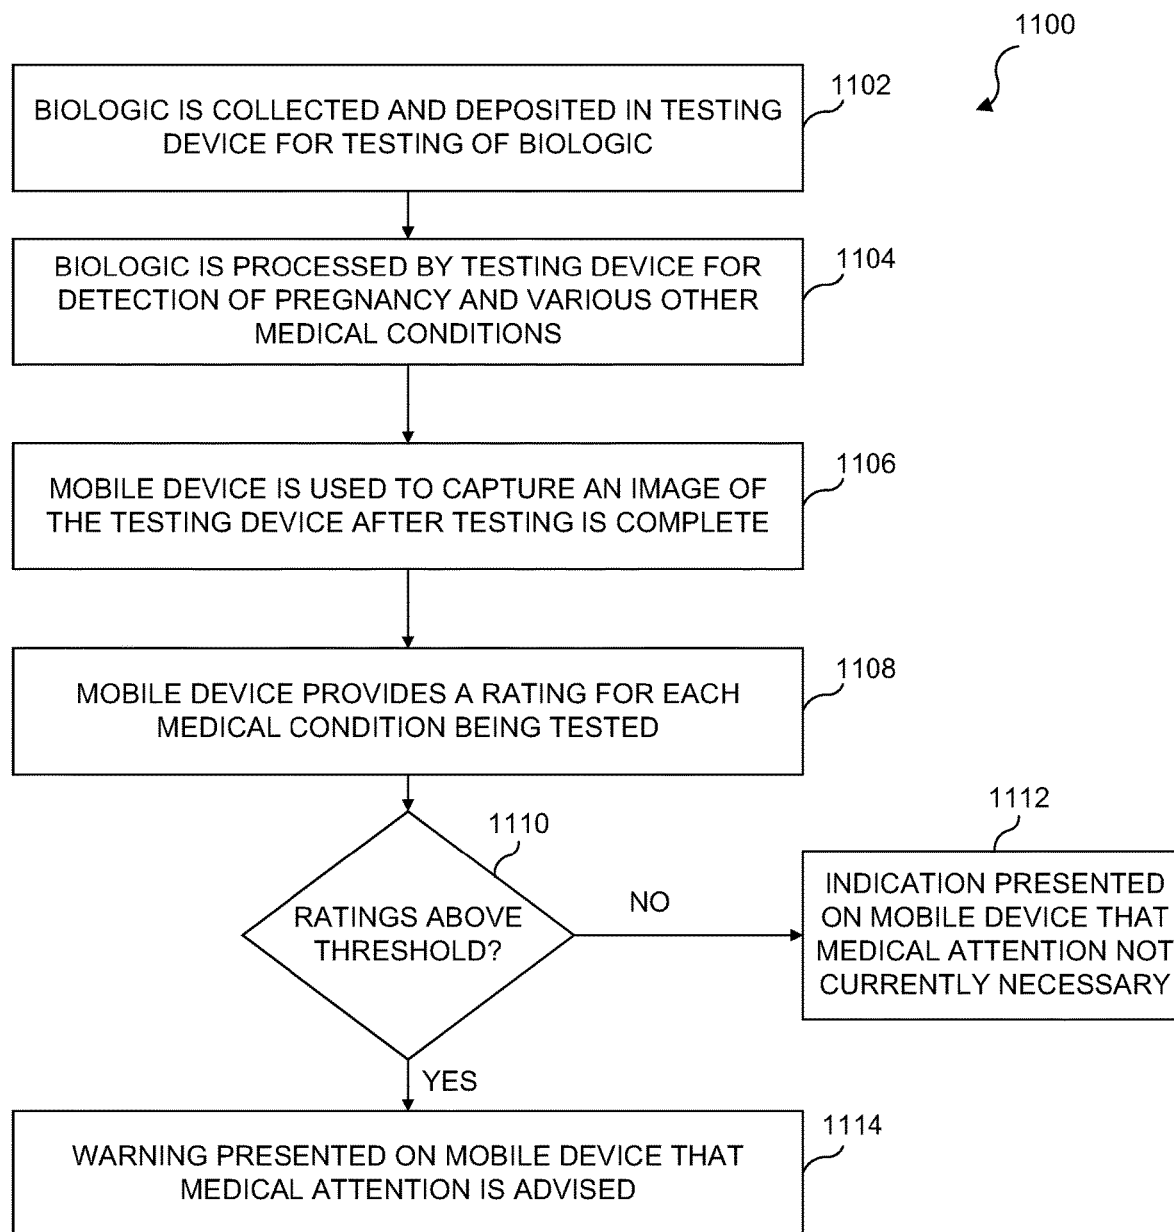 1100
BIOLOGIC IS COLLECTED AND DEPOSITED IN TESTING
DEVICE FOR TESTING OF BIOLOGIC
1102
BIOLOGIC IS PROCESSED BY TESTING DEVICE FOR
DETECTION OF PREGNANCY AND VARIOUS OTHER
MEDICAL CONDITIONS
1104
MOBILE DEVICE IS USED TO CAPTURE AN IMAGE OF
THE TESTING DEVICE AFTER TESTING IS COMPLETE
1106
MOBILE DEVICE PROVIDES A RATING FOR EACH
MEDICAL CONDITION BEING TESTED
1108
RATINGS ABOVE
THRESHOLD?
1110
NO
1112
INDICATION PRESENTED
ON MOBILE DEVICE THAT
MEDICAL ATTENTION NOT
CURRENTLY NECESSARY
YES
WARNING PRESENTED ON MOBILE DEVICE THAT
MEDICAL ATTENTION IS ADVISED
1114